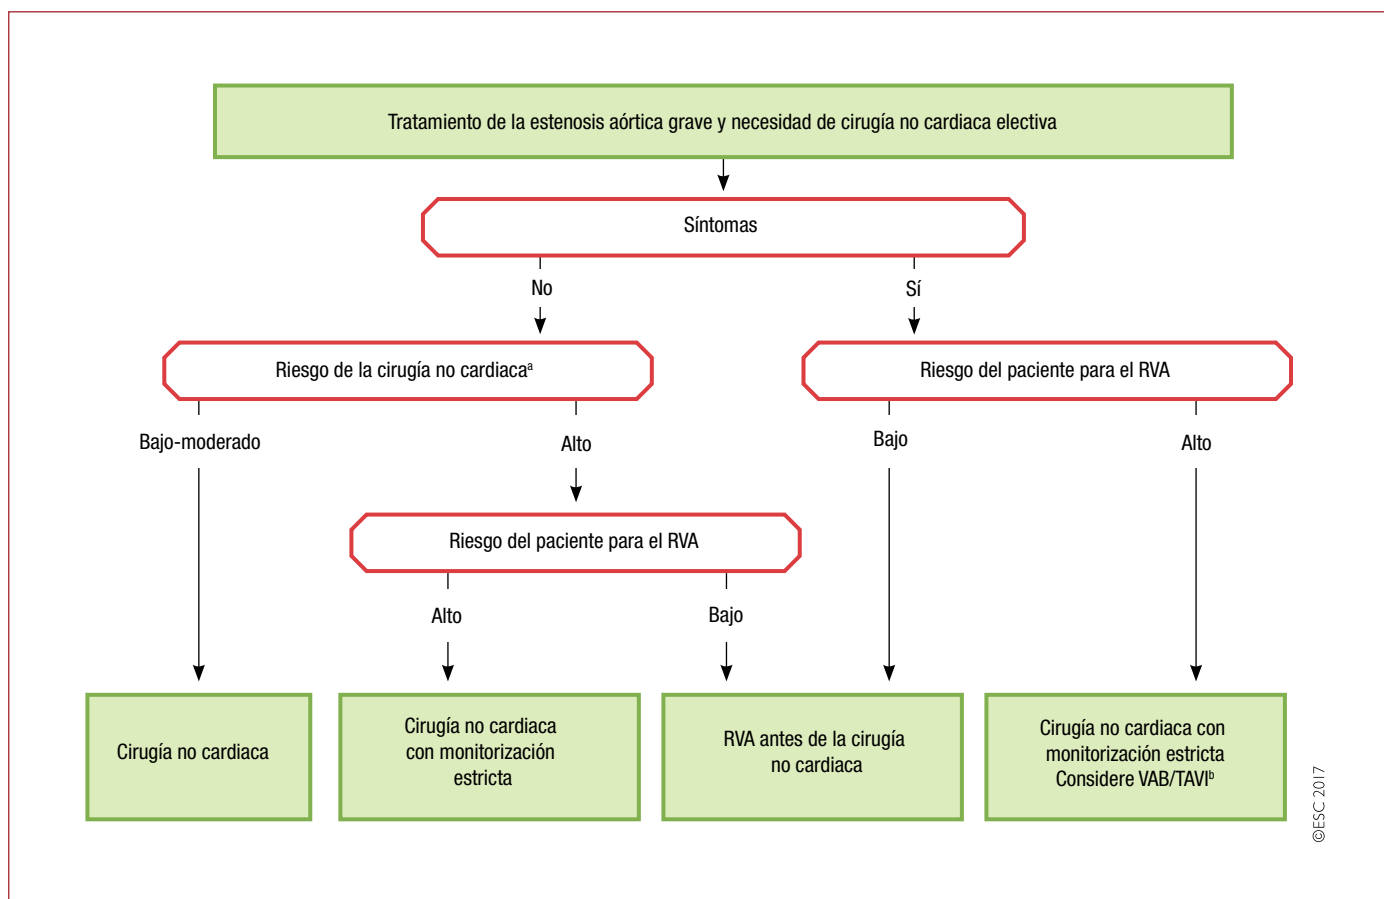 Tratamiento de la estenosis aórtica grave y necesidad de cirugía no cardiaca electiva
Síntomas
No
Sí
Riesgo de la cirugía no cardiacaª
Riesgo del paciente para el RVA
Bajo-moderado
Alto
Bajo
Alto
Riesgo del paciente para el RVA
Alto
Bajo
Cirugía no cardiaca
Cirugía no cardiaca
con monitorización
estricta
RVA antes de la cirugía
no cardiaca
Cirugía no cardiaca con
monitorización estricta
Considere VAB/TAVIᵇ
©ESC 2017